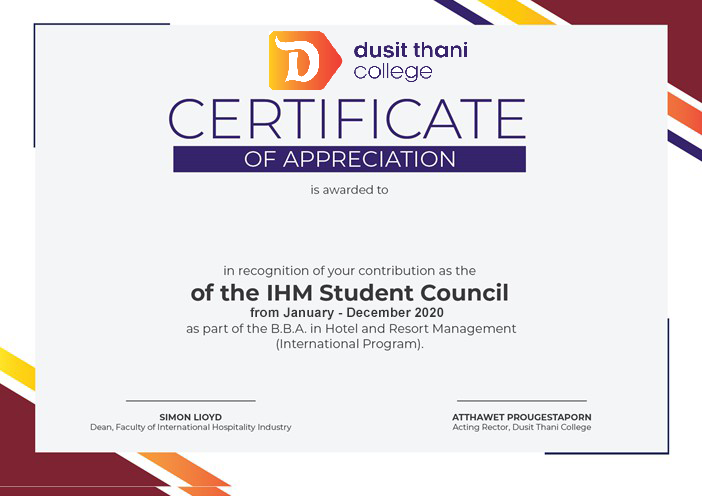 dusit thani
college
CERTIFICATE
OF APPRECIATION
is awarded to
in recognition of your contribution as the
of the IHM Student Council
from January - December 2020
as part of the B.B.A. in Hotel and Resort Management
(International Program).
SIMON LIOYD
Dean, Faculty of International Hospitality Industry
ATTHAWET PROUGESTAPORN
Acting Rector, Dusit Thani College